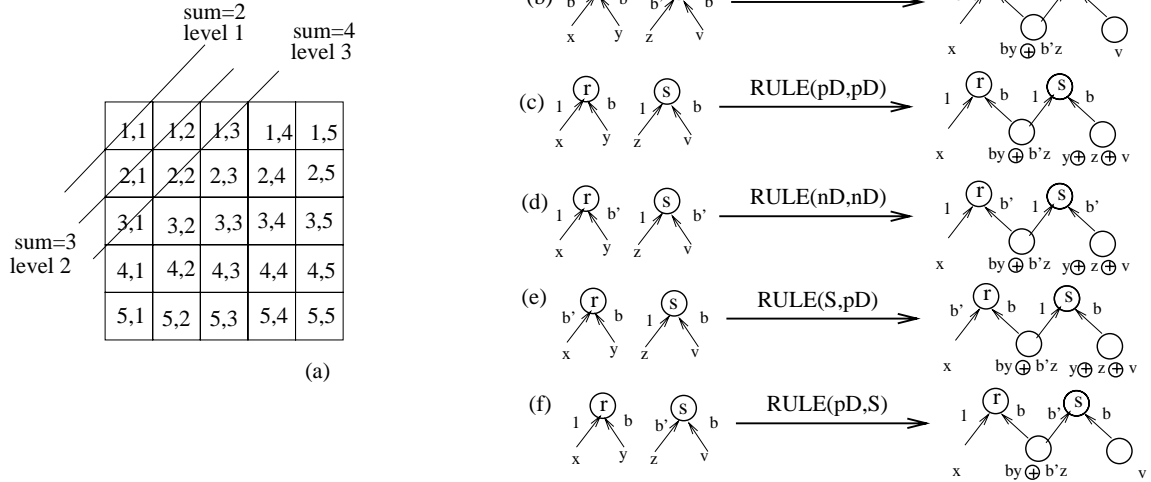 sum=2
level 1
sum=4
level 3
1,1 1,2 1,3 1,4 1,5
2,1 2,2 2,3 2,4 2,5
3,1 3,2 3,3 3,4 3,5
4,1 4,2 4,3 4,4 4,5
5,1 5,2 5,3 5,4 5,5
sum=3
level 2
(a)
x y z v x by ⊕ b'z v
(c) r s RULE(pD,pD) r s
1 b 1 b 1 b 1 b
x y z v x by ⊕ b'z y ⊕ z ⊕ v
(d) r s RULE(nD,nD) r s
1 b' 1 b' 1 b' 1 b'
x y z v x by ⊕ b'z y ⊕ z ⊕ v
(e) r s RULE(S,pD) r s
b' b 1 b b' b 1 b
x y z v x by ⊕ b'z y ⊕ z ⊕ v
(f) r s RULE(pD,S) r s
1 b b' b 1 b b' b
x y z v x by ⊕ b'z v